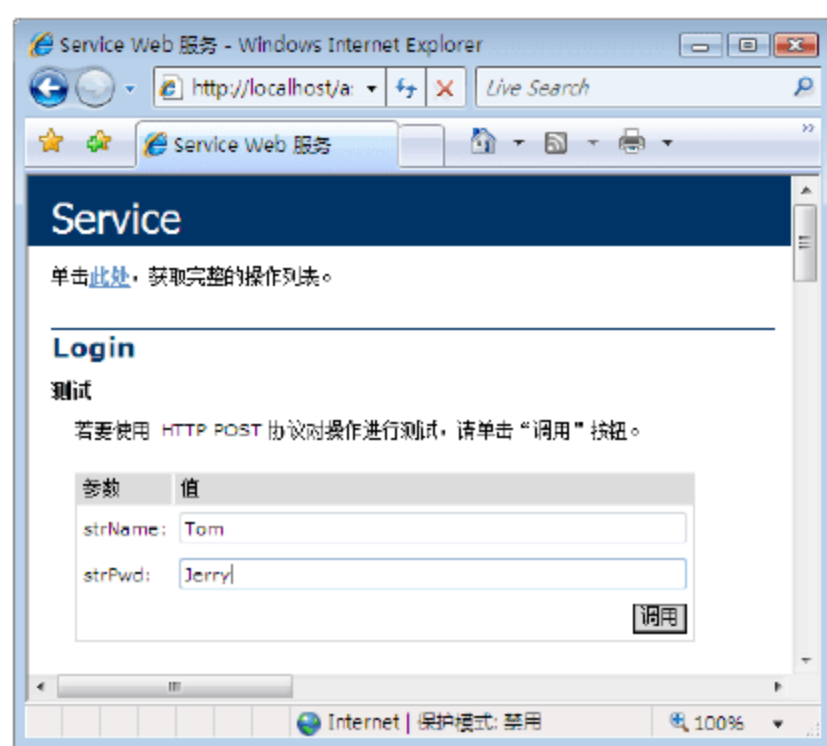 Service Web 服务 - Windows Internet Explorer
http://localhost/a:
Live Search
Service Web 服务
Service
单击此处，获取完整的操作列表。
Login
测试
若要使用 HTTP POST 协议对操作进行测试，请单击“调用”按钮。
参数 值
strName: Tom
strPwd: Jerry
调用
Internet | 保护模式: 禁用 100%